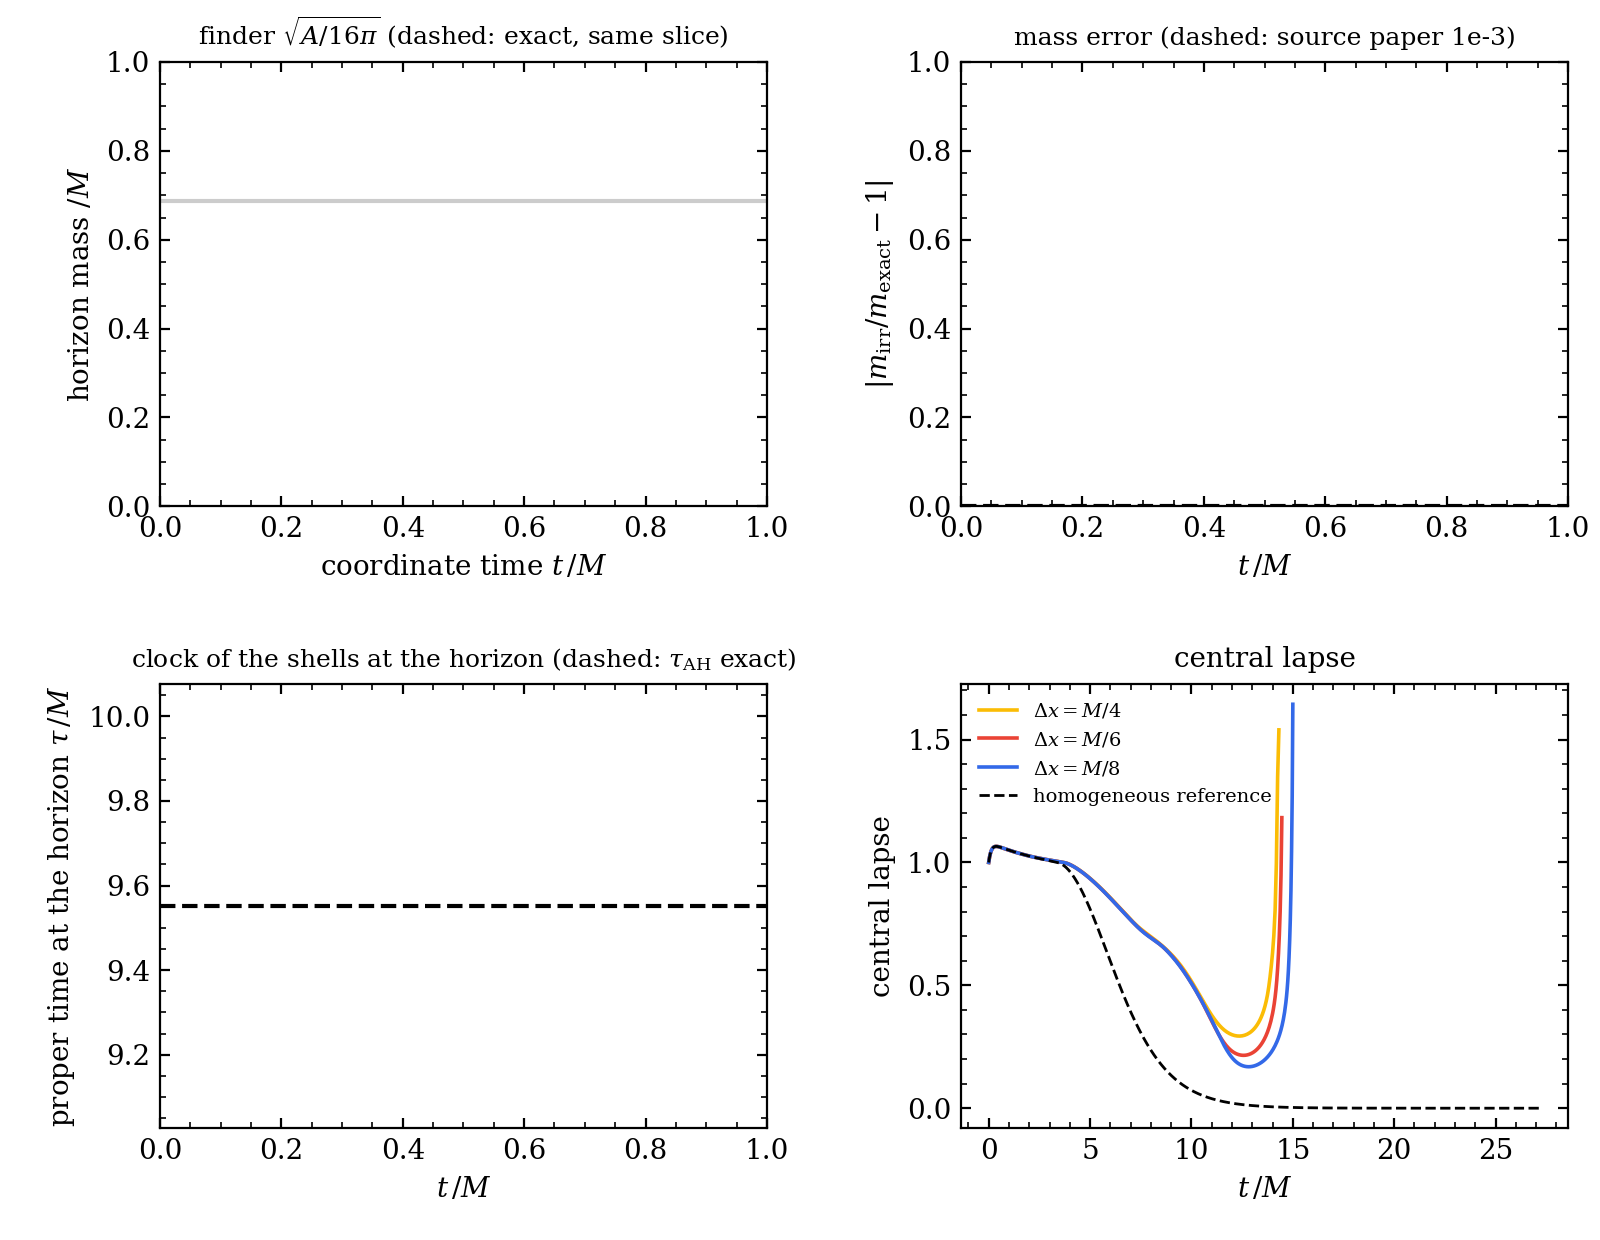 finder √A/16π (dashed: exact, same slice)
horizon mass /M
1.0
0.8
0.6
0.4
0.2
0.0
0.0 0.2 0.4 0.6 0.8 1.0
coordinate time t/M
mass error (dashed: source paper 1e-3)
|m_irr/m_exact − 1|
1.0
0.8
0.6
0.4
0.2
0.0
0.0 0.2 0.4 0.6 0.8 1.0
t/M
clock of the shells at the horizon (dashed: τ_AH exact)
proper time at the horizon τ/M
10.0
9.8
9.6
9.4
9.2
0.0 0.2 0.4 0.6 0.8 1.0
t/M
central lapse
central lapse
1.5
1.0
0.5
0.0
Δx = M/4
Δx = M/6
Δx = M/8
homogeneous reference
0 5 10 15 20 25
t/M